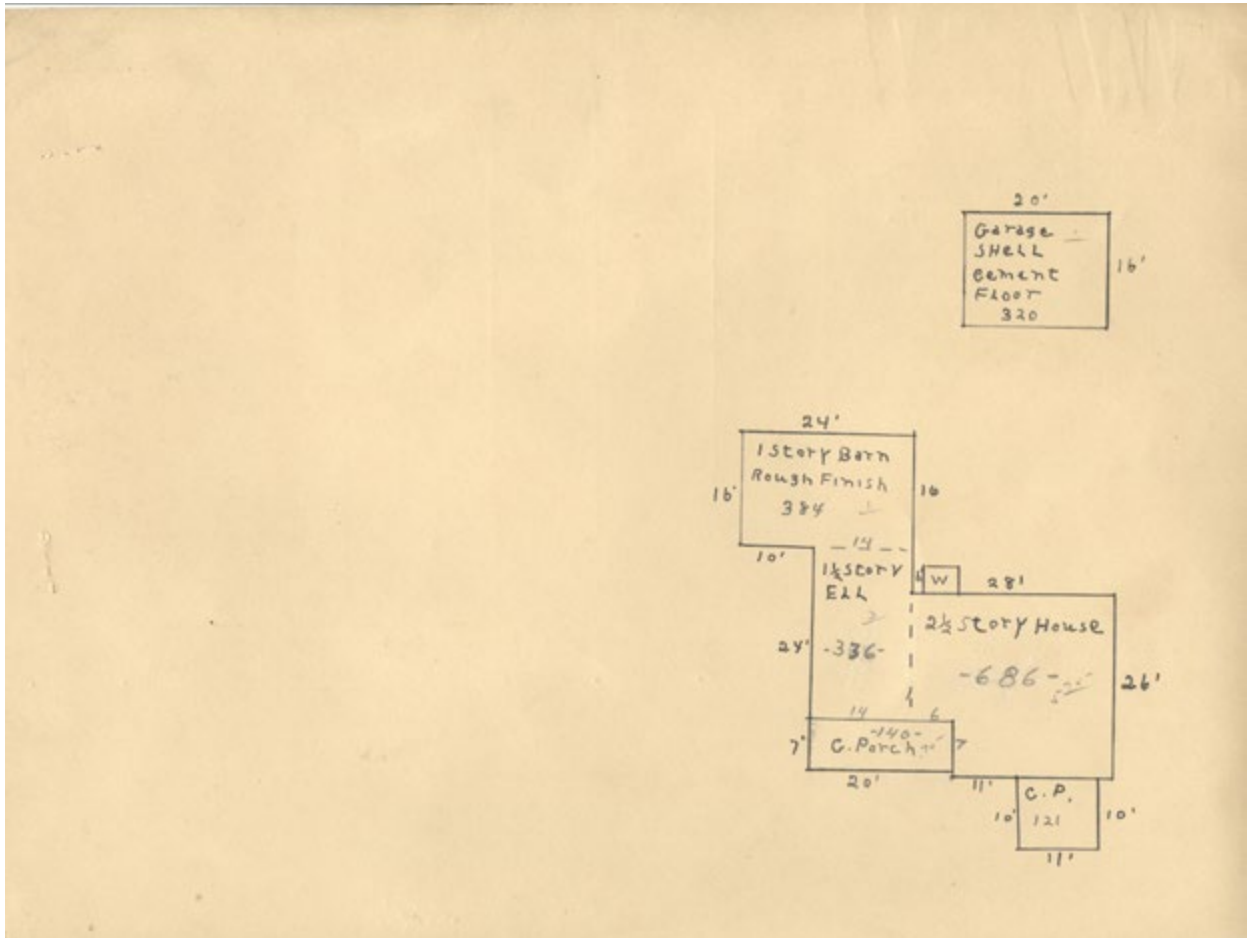 20'
Garage
SHELL
cement
Floor
320
16'
24'
1 Story Barn
Rough Finish
384
16'
16
10'
14
1½ Story
ELL
-336-
24'
W
28'
2½ Story House
-686-
26'
14
6
-140-
C. Porch
7'
7
20'
11'
C. P.
121
10'
10'
11'